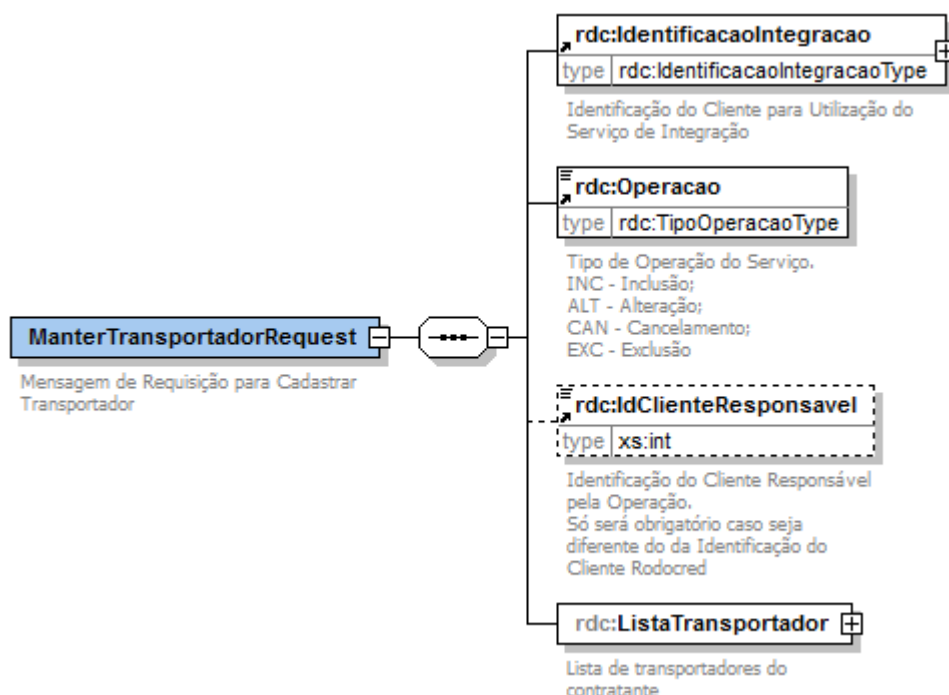 rdc:IdentificacaoIntegracao
type rdc:IdentificacaoIntegracaoType
Identificação do Cliente para Utilização do
Serviço de Integração
rdc:Operacao
type rdc:TipoOperacaoType
Tipo de Operação do Serviço.
INC - Inclusão;
ALT - Alteração;
CAN - Cancelamento;
EXC - Exclusão
ManterTransportadorRequest
Mensagem de Requisição para Cadastrar
Transportador
rdc:IdClienteResponsavel
type xs:int
Identificação do Cliente Responsável
pela Operação.
Só será obrigatório caso seja
diferente do da Identificação do
Cliente Rodocred
rdc:ListaTransportador
Lista de transportadores do
contratante